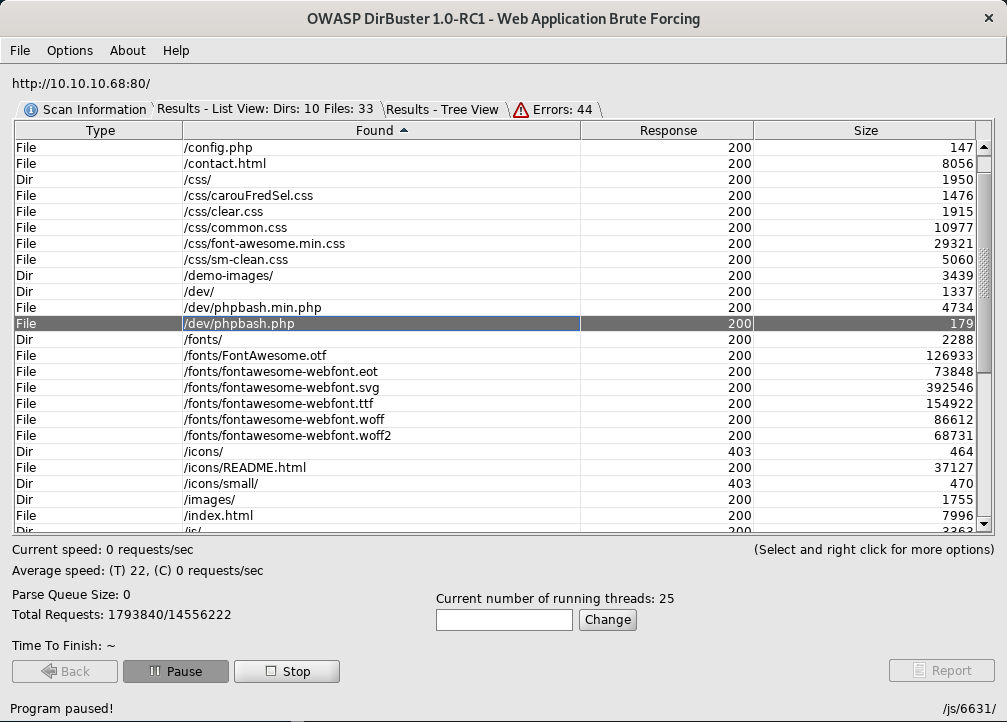 OWASP DirBuster 1.0-RC1 - Web Application Brute Forcing
File Options About Help
http://10.10.10.68:80/
Scan Information Results - List View: Dirs: 10 Files: 33 Results - Tree View Errors: 44
Type Found Response Size
File /config.php 200 147
File /contact.html 200 8056
Dir /css/ 200 1950
File /css/carouFredSel.css 200 1476
File /css/clear.css 200 1915
File /css/common.css 200 10977
File /css/font-awesome.min.css 200 29321
File /css/sm-clean.css 200 5060
Dir /demo-images/ 200 3439
Dir /dev/ 200 1337
File /dev/phpbash.min.php 200 4734
File /dev/phpbash.php 200 179
Dir /fonts/ 200 2288
File /fonts/FontAwesome.otf 200 126933
File /fonts/fontawesome-webfont.eot 200 73848
File /fonts/fontawesome-webfont.svg 200 392546
File /fonts/fontawesome-webfont.ttf 200 154922
File /fonts/fontawesome-webfont.woff 200 86612
File /fonts/fontawesome-webfont.woff2 200 68731
Dir /icons/ 403 464
File /icons/README.html 200 37127
Dir /icons/small/ 403 470
Dir /images/ 200 1755
File /index.html 200 7996
Dir /js/ 200 3363
Current speed: 0 requests/sec (Select and right click for more options)
Average speed: (T) 22, (C) 0 requests/sec
Parse Queue Size: 0
Current number of running threads: 25
Total Requests: 1793840/14556222
Change
Time To Finish: ~
Back Pause Stop Report
Program paused! /js/6631/